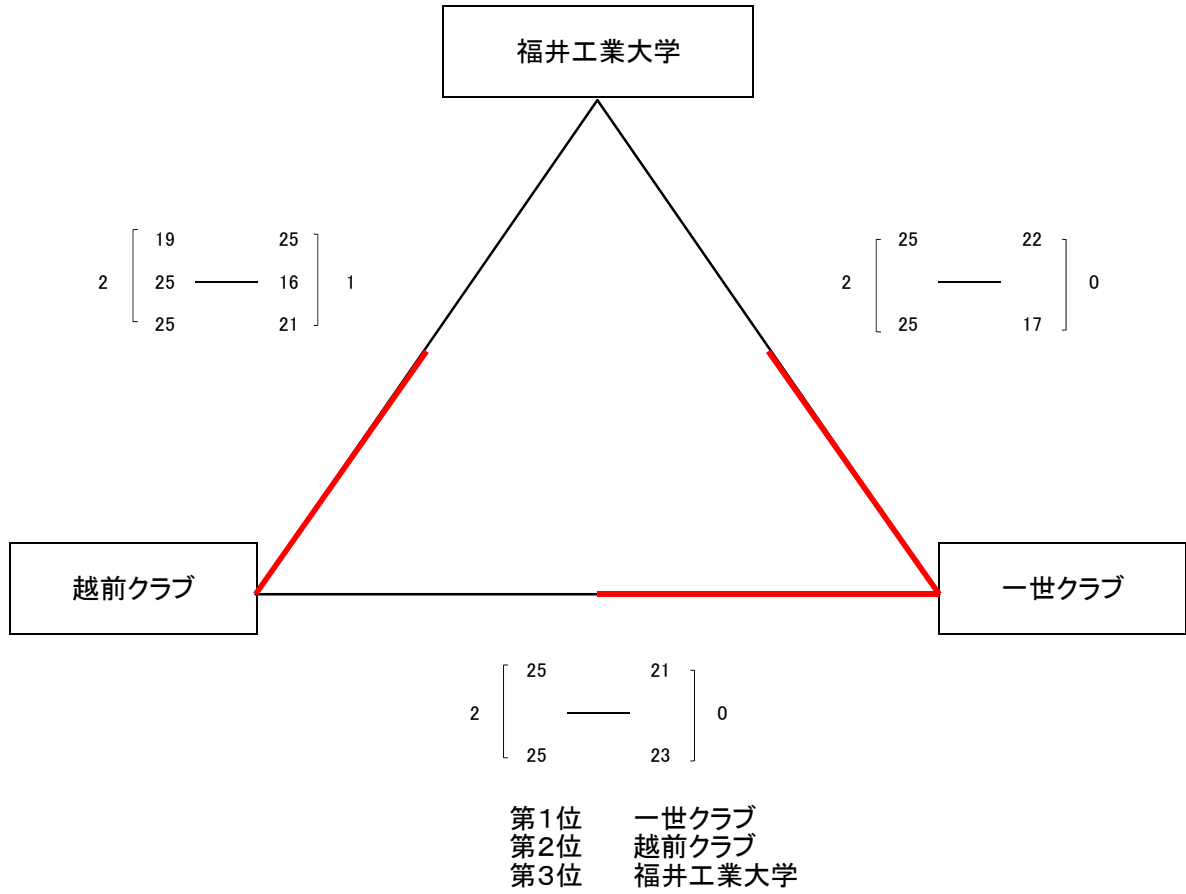 福井工業大学
19 25
2 25 16 1
25 21
25 22
2 0
25 17
越前クラブ
一世クラブ
25 21
2 0
25 23
第１位 一世クラブ
第２位 越前クラブ
第３位 福井工業大学